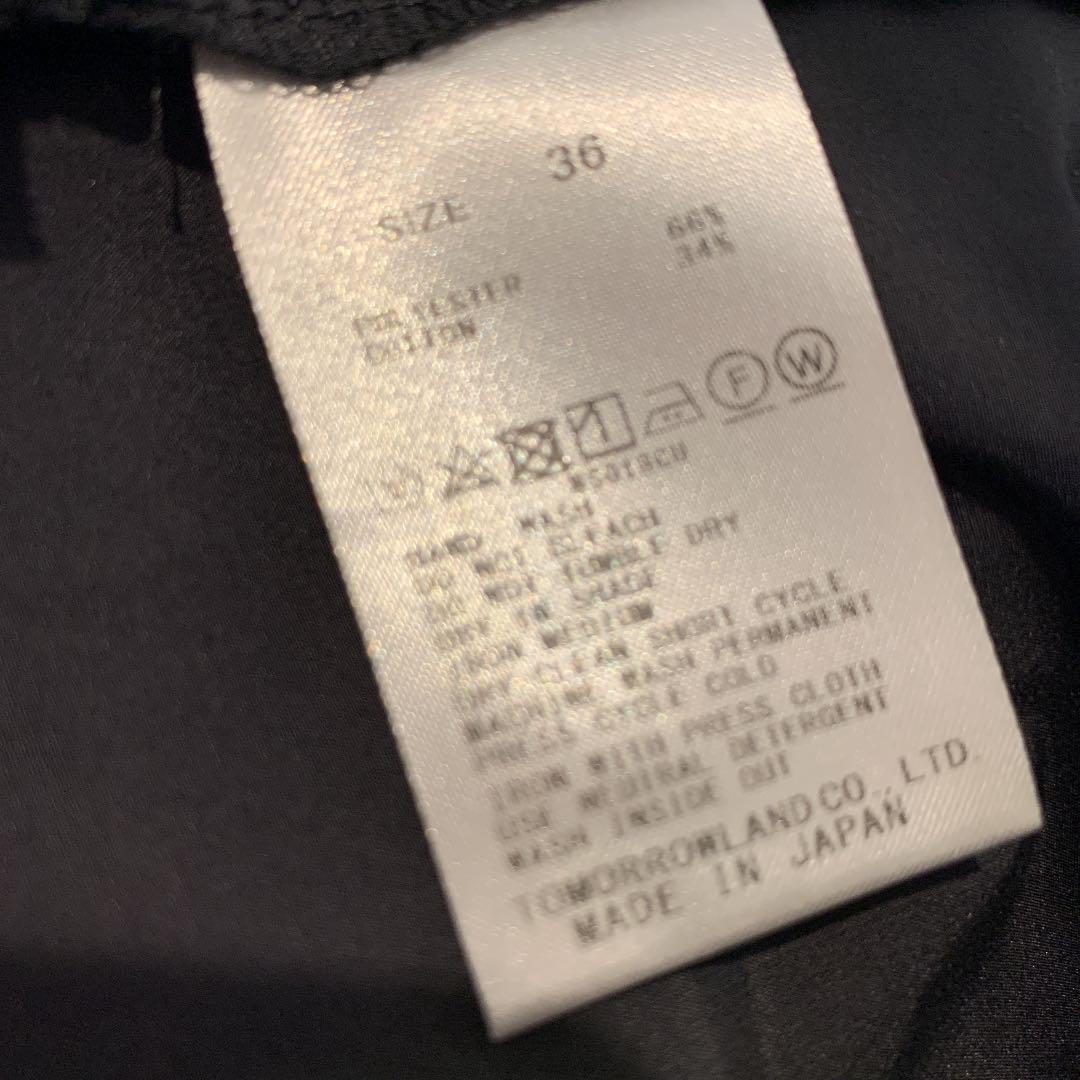 36
SIZE
66%
34%
POLYESTER
COTTON
F W
HAND WASH
DO NOT BLEACH
DO NOT TUMBLE DRY
DRY IN SHADE
IRON MEDIUM
DRY-CLEAN SHORT CYCLE
MACHINE WASH PERMANENT
PRESS CYCLE COLD
IRON WITH PRESS CLOTH
USE NEUTRAL DETERGENT
WASH INSIDE OUT
TOMORROWLAND CO., LTD.
MADE IN JAPAN